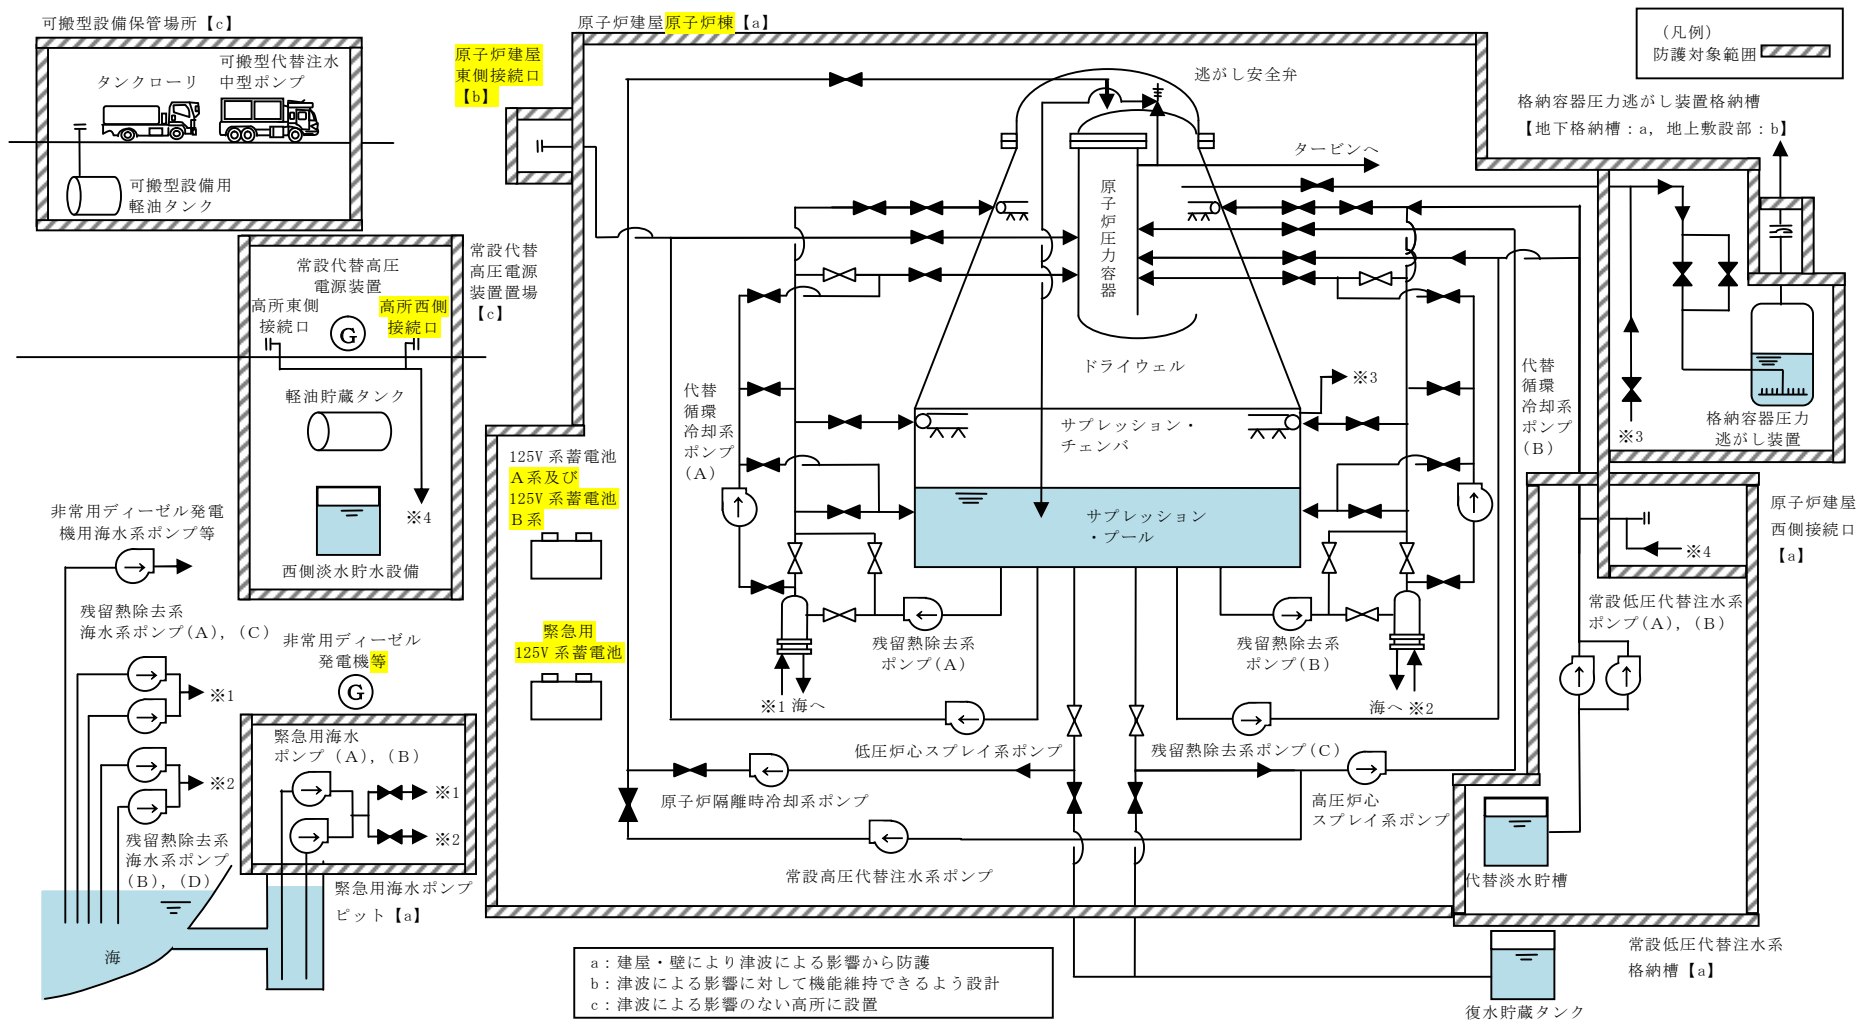 可搬型設備保管場所【c】
タンクローリ
可搬型代替注水
中型ポンプ
可搬型設備用
軽油タンク
原子炉建屋
東側接続口
【b】
原子炉建屋原子炉棟【a】
(凡例)
防護対象範囲
格納容器圧力逃がし装置格納槽
【地下格納槽:a,地上敷設部:b】
逃がし安全弁
タービンへ
原子炉圧力容器
ドライウェル
※3
サプレッション・
チェンバ
サプレッション
・プール
常設代替高圧
電源装置
高所東側
接続口
高所西側
接続口
G
軽油貯蔵タンク
※4
西側淡水貯水設備
常設代替
高圧電源
装置置場
【c】
代替
循環
冷却系
ポンプ
(A)
代替
循環
冷却系
ポンプ
(B)
125V系蓄電池
A系及び
125V系蓄電池
B系
緊急用
125V系蓄電池
※3
格納容器圧力
逃がし装置
原子炉建屋
西側接続口
【a】
※4
非常用ディーゼル発電
機用海水系ポンプ等
残留熱除去系
海水系ポンプ(A),(C)
※1
※2
残留熱除去系
海水系ポンプ
(B),(D)
海
非常用ディーゼル
発電機等
G
緊急用海水
ポンプ(A),(B)
※1
※2
緊急用海水ポンプ
ピット【a】
残留熱除去系
ポンプ(A)
※1 海へ
残留熱除去系
ポンプ(B)
海へ ※2
低圧炉心スプレイ系ポンプ
残留熱除去系ポンプ(C)
原子炉隔離時冷却系ポンプ
高圧炉心
スプレイ系ポンプ
常設高圧代替注水系ポンプ
常設低圧代替注水系
ポンプ(A),(B)
代替淡水貯槽
常設低圧代替注水系
格納槽【a】
復水貯蔵タンク
a:建屋・壁により津波による影響から防護
b:津波による影響に対して機能維持できるよう設計
c:津波による影響のない高所に設置